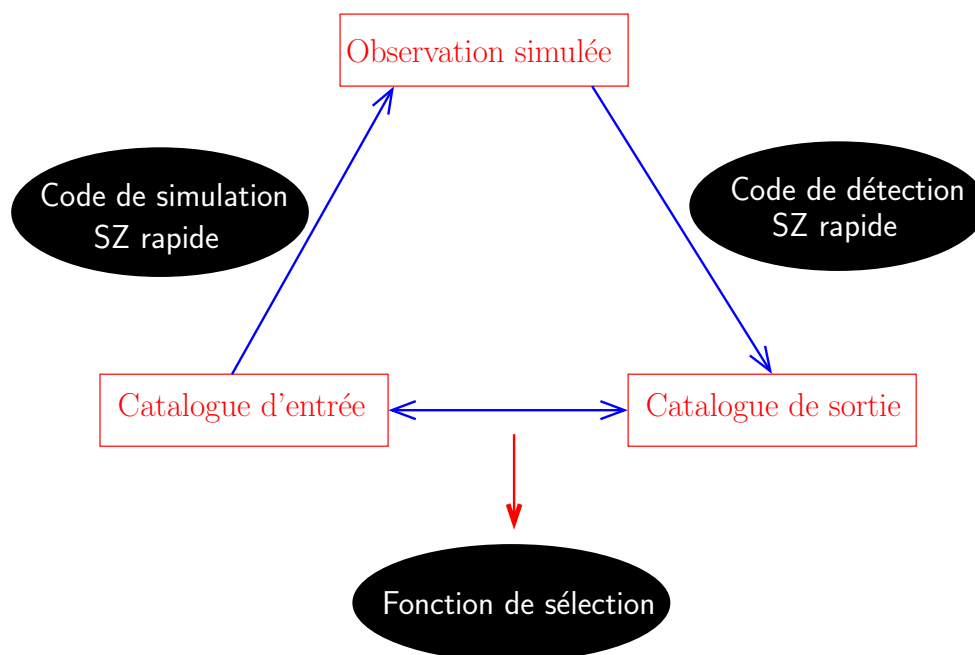 Observation simulée
Code de simulation
SZ rapide
Code de détection
SZ rapide
Catalogue d'entrée
Catalogue de sortie
Fonction de sélection